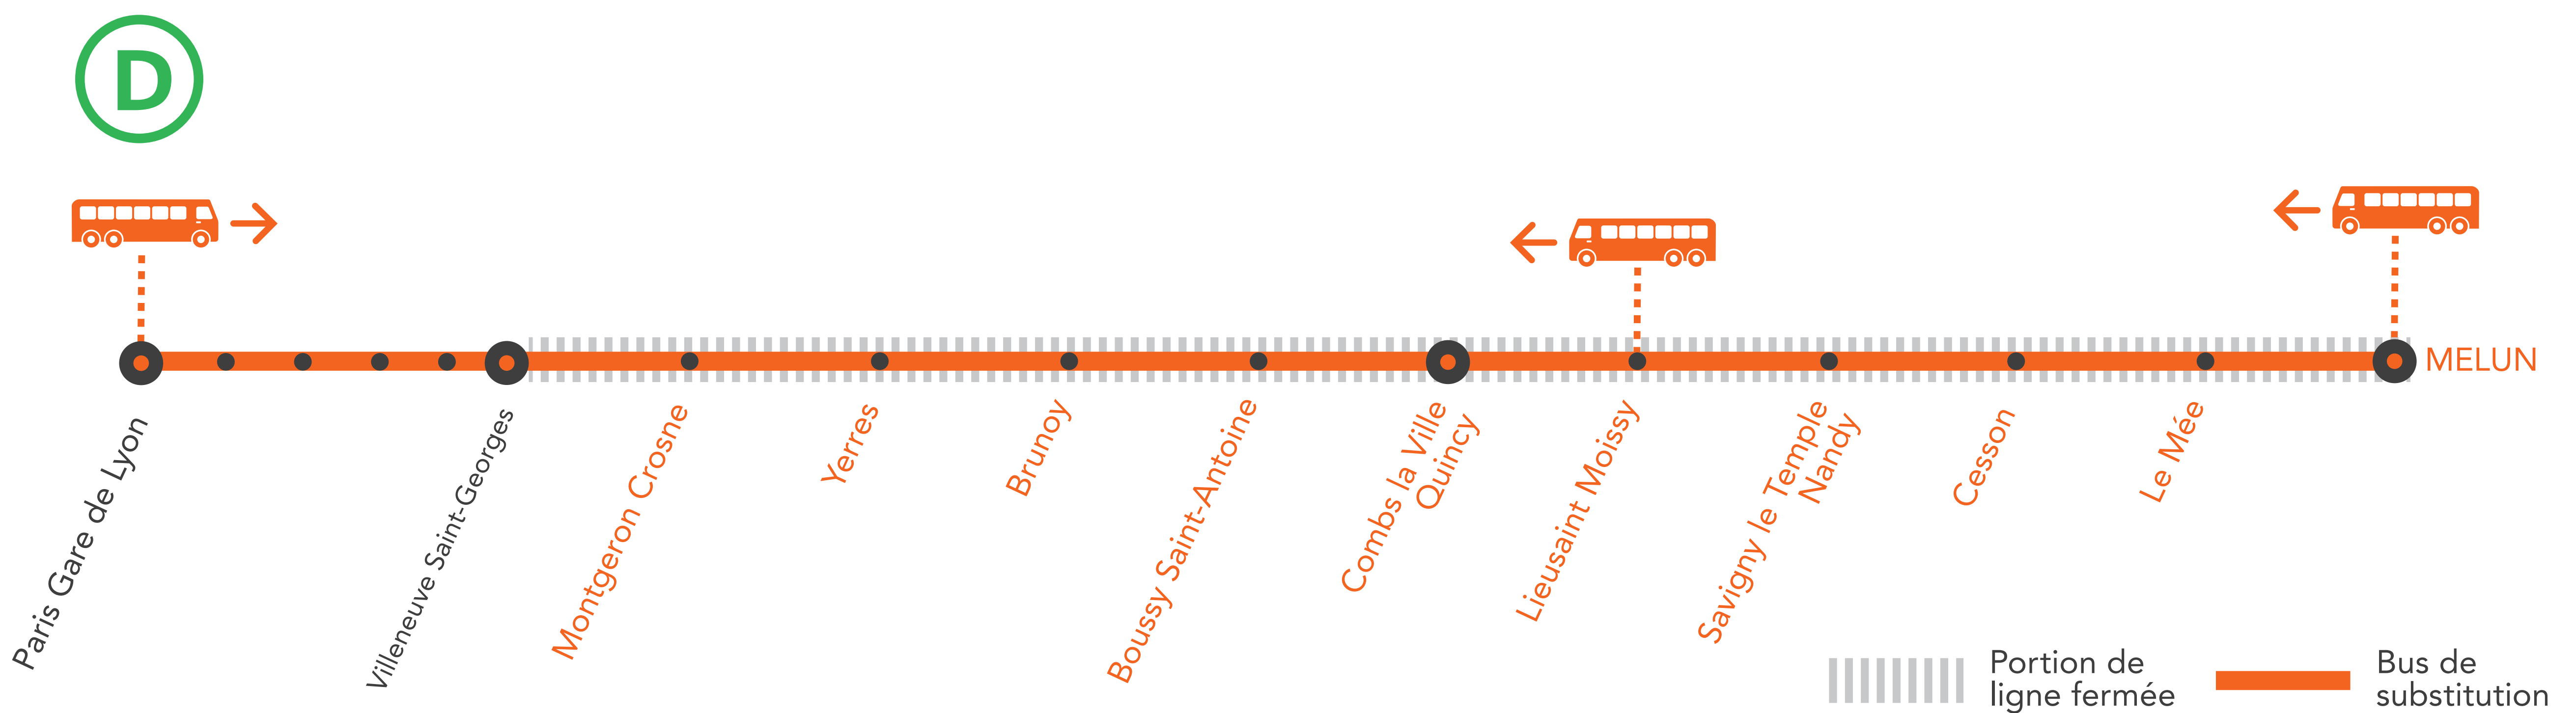 D
Paris Gare de Lyon
Villeneuve Saint-Georges
Montgeron Crosne
Yerres
Brunoy
Boussy Saint-Antoine
Combs la Ville
Quincy
Lieusaint Moissy
Savigny le Temple
Nandy
Cesson
Le Mée
MELUN
Portion de
ligne fermée
Bus de
substitution